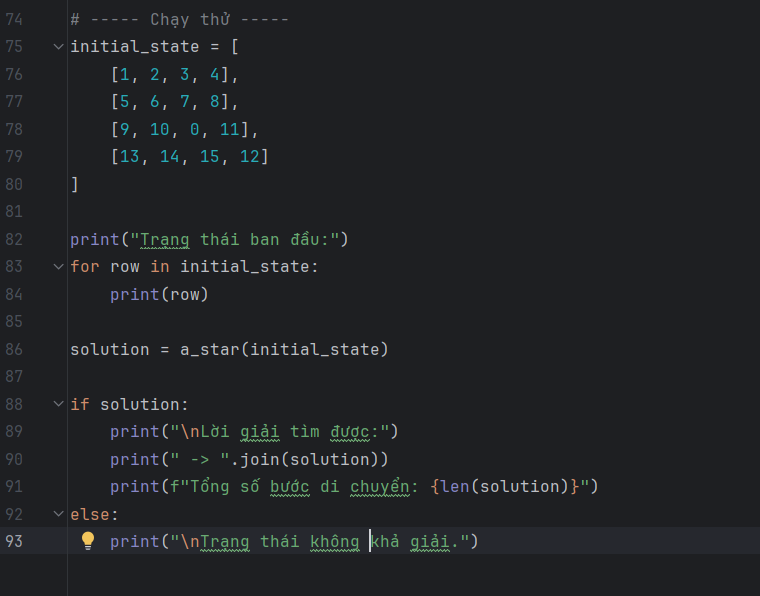 74 # ----- Chạy thử -----
75 initial_state = [
76     [1, 2, 3, 4],
77     [5, 6, 7, 8],
78     [9, 10, 0, 11],
79     [13, 14, 15, 12]
80 ]
81
82 print("Trạng thái ban đầu:")
83 for row in initial_state:
84     print(row)
85
86 solution = a_star(initial_state)
87
88 if solution:
89     print("\nLời giải tìm được:")
90     print(" -> ".join(solution))
91     print(f"Tổng số bước di chuyển: {len(solution)}")
92 else:
93     print("\nTrạng thái không khả giải.")